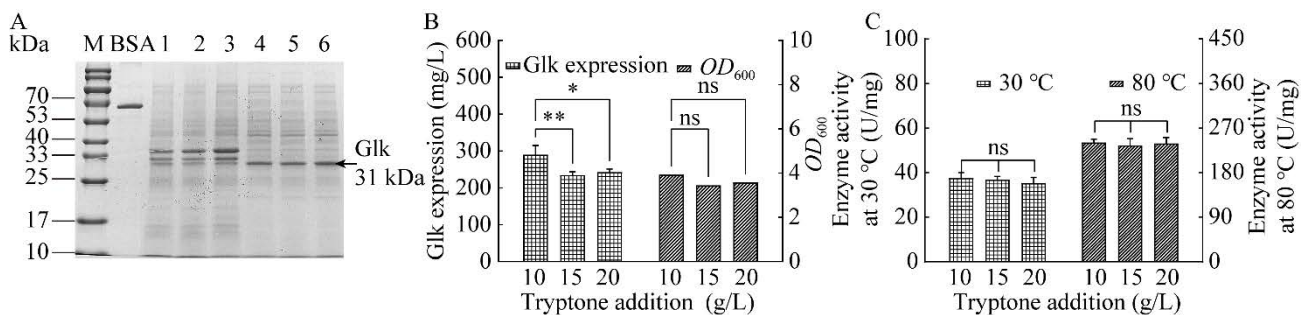 A
kDa M BSA 1 2 3 4 5 6
70
53
40
33
25
17
10
Glk
31 kDa
B
Glk expression (mg/L)
600
500
400
300
200
100
0
Glk expression OD600
*
**
ns
ns
10
8
6
4
2
0
OD600
10 15 20 10 15 20
Tryptone addition (g/L)
C
Enzyme activity
at 30 ℃ (U/mg)
100
80
60
40
20
0
30 ℃ 80 ℃
ns
ns
450
360
270
180
90
0
Enzyme activity
at 80 ℃ (U/mg)
10 15 20 10 15 20
Tryptone addition (g/L)